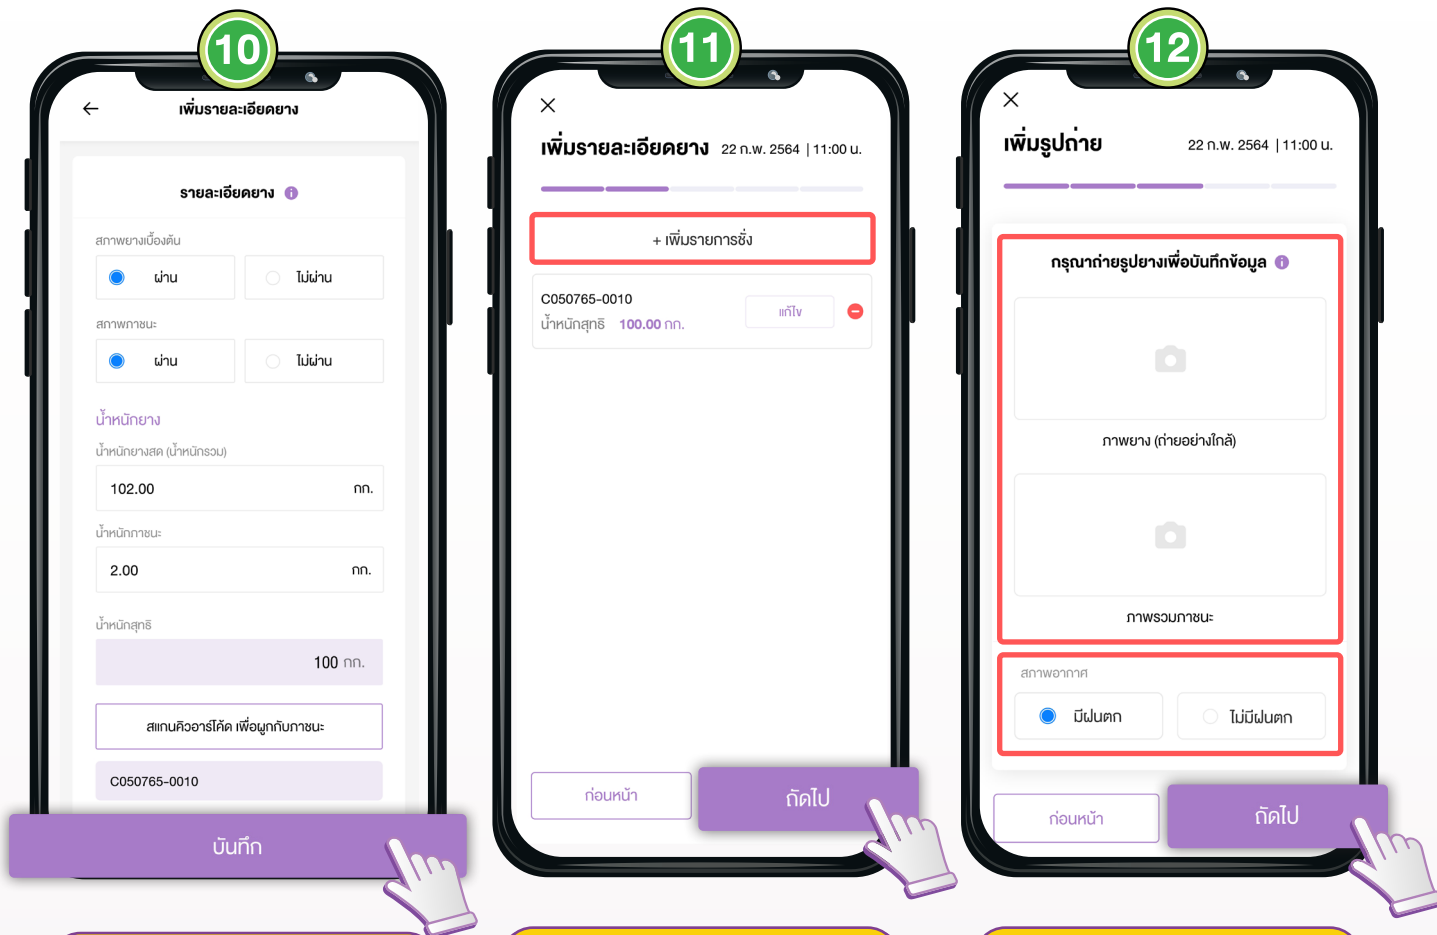 10
เพิ่มรายละเอียดยาง
รายละเอียดยาง i
สภาพยางเบื้องต้น
ผ่าน ไม่ผ่าน
สภาพภาชนะ
ผ่าน ไม่ผ่าน
น้ำหนักยาง
น้ำหนักยางสด (น้ำหนักรวม)
102.00 กก.
น้ำหนักภาชนะ
2.00 กก.
น้ำหนักสุทธิ
100 กก.
สแกนคิวอาร์โค้ด เพื่อผูกกับภาชนะ
C050765-0010
บันทึก
11
เพิ่มรายละเอียดยาง 22 ก.พ. 2564 | 11:00 น.
+ เพิ่มรายการชั่ง
C050765-0010
น้ำหนักสุทธิ 100.00 กก.
แก้ไข
ก่อนหน้า ถัดไป
12
เพิ่มรูปถ่าย 22 ก.พ. 2564 | 11:00 น.
กรุณาถ่ายรูปยางเพื่อบันทึกข้อมูล i
ภาพยาง (ถ่ายอย่างใกล้)
ภาพรวมภาชนะ
สภาพอากาศ
มีฝนตก ไม่มีฝนตก
ก่อนหน้า ถัดไป